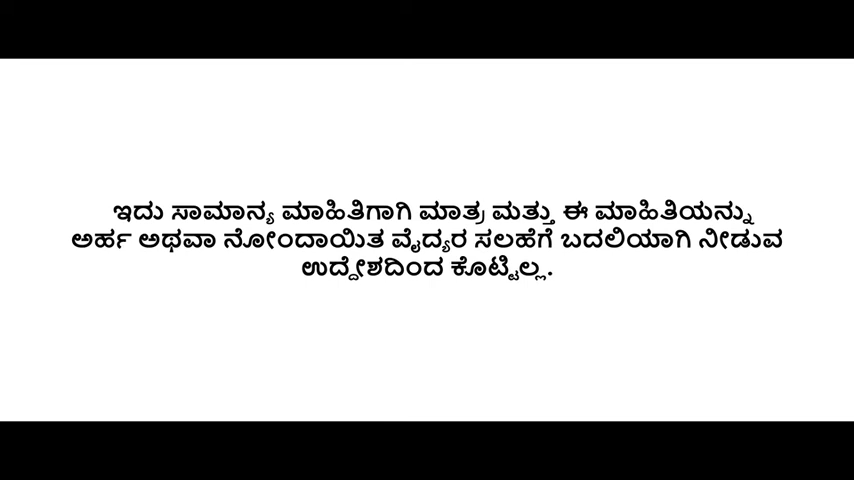 ಇದು ಸಾಮಾನ್ಯ ಮಾಹಿತಿಗಾಗಿ ಮಾತ್ರ ಮತ್ತು ಈ ಮಾಹಿತಿಯನ್ನು
ಅರ್ಹ ಅಥವಾ ನೋಂದಾಯಿತ ವೈದ್ಯರ ಸಲಹೆಗೆ ಬದಲಿಯಾಗಿ ನೀಡುವ
ಉದ್ದೇಶದಿಂದ ಕೊಟ್ಟಿಲ್ಲ.